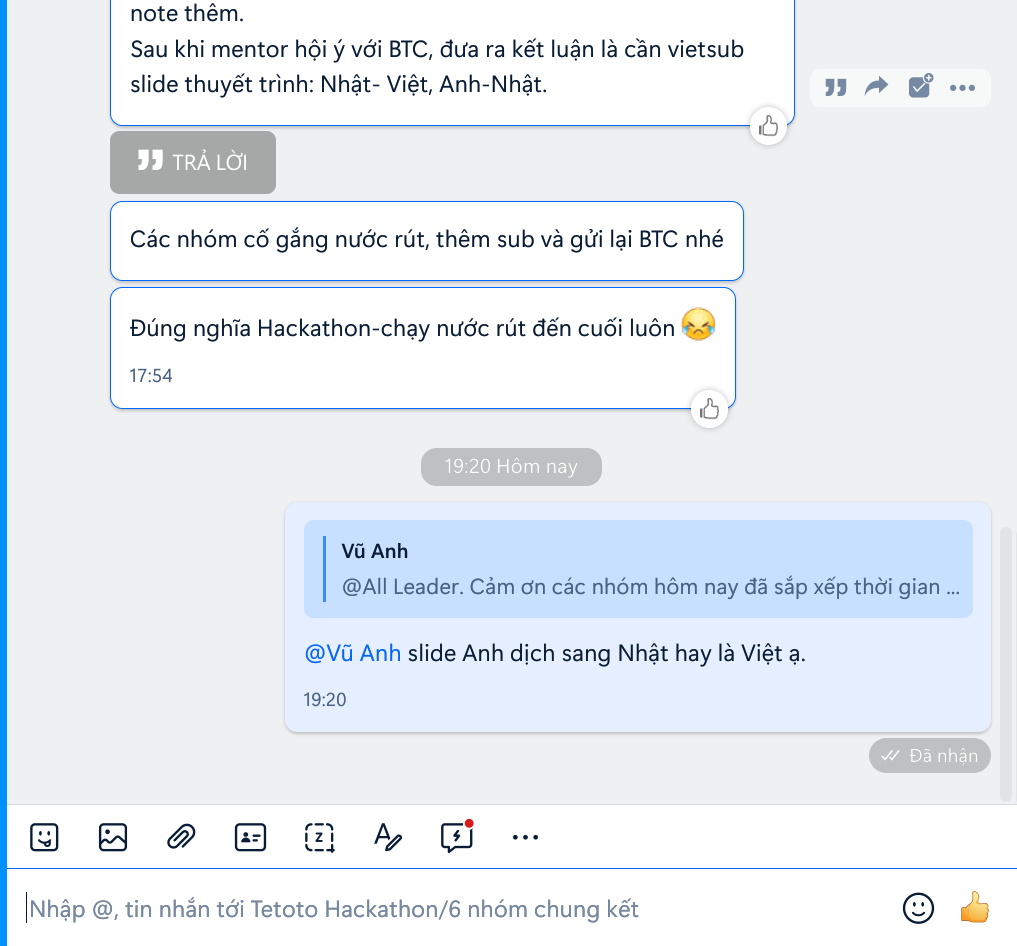 note thêm.
Sau khi mentor hội ý với BTC, đưa ra kết luận là cần vietsub
slide thuyết trình: Nhật- Việt, Anh-Nhật.
TRẢ LỜI
Các nhóm cố gắng nước rút, thêm sub và gửi lại BTC nhé
Đúng nghĩa Hackathon-chạy nước rút đến cuối luôn 😭
17:54
19:20 Hôm nay
Vũ Anh
@All Leader. Cảm ơn các nhóm hôm nay đã sắp xếp thời gian ...
@Vũ Anh slide Anh dịch sang Nhật hay là Việt ạ.
19:20
Đã nhận
Nhập @, tin nhắn tới Tetoto Hackathon/6 nhóm chung kết